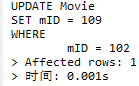 UPDATE Movie
SET mID = 109
WHERE
mID = 102
> Affected rows: 1
> 时间: 0.001s